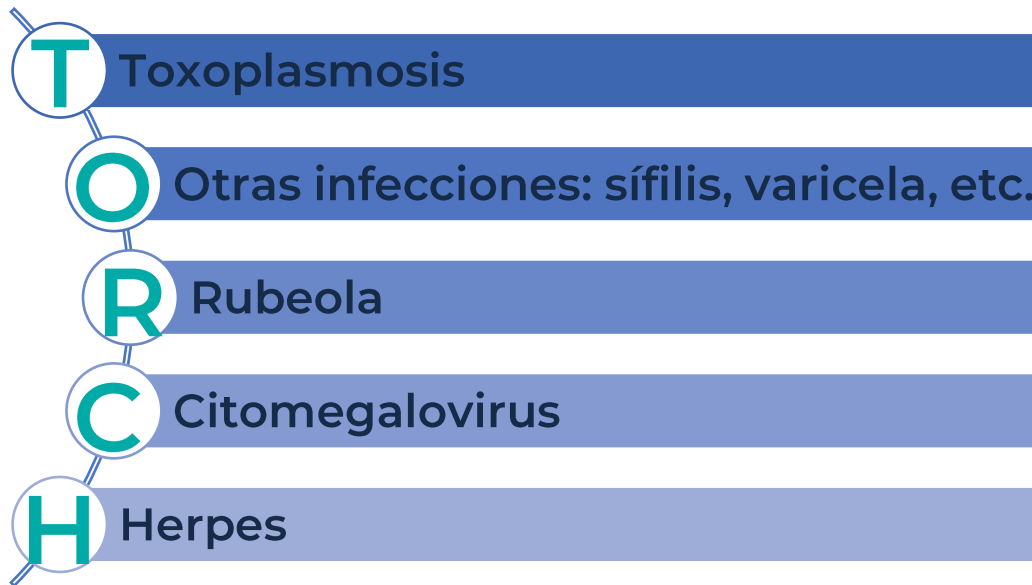 T Toxoplasmosis
O Otras infecciones: sífilis, varicela, etc.
R Rubeola
C Citomegalovirus
H Herpes